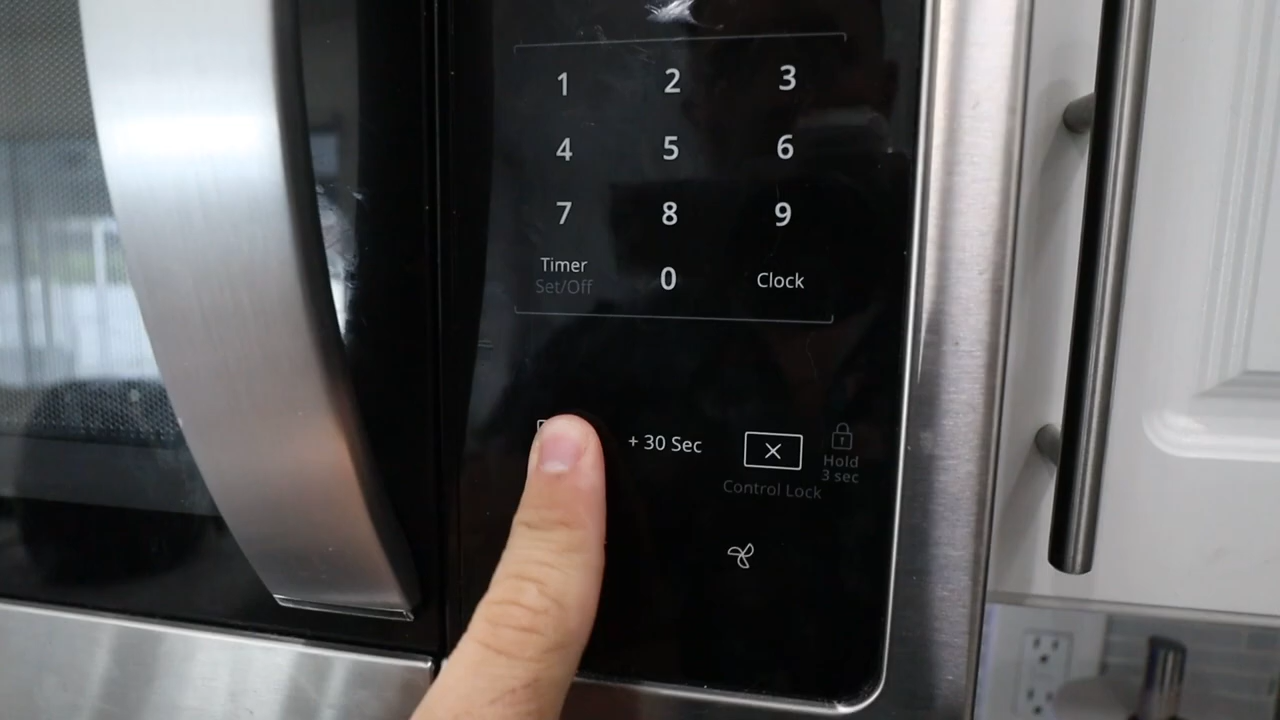 1 2 3
4 5 6
7 8 9
Timer 0 Clock
Set/Off
+ 30 Sec
Hold
3 sec
Control Lock